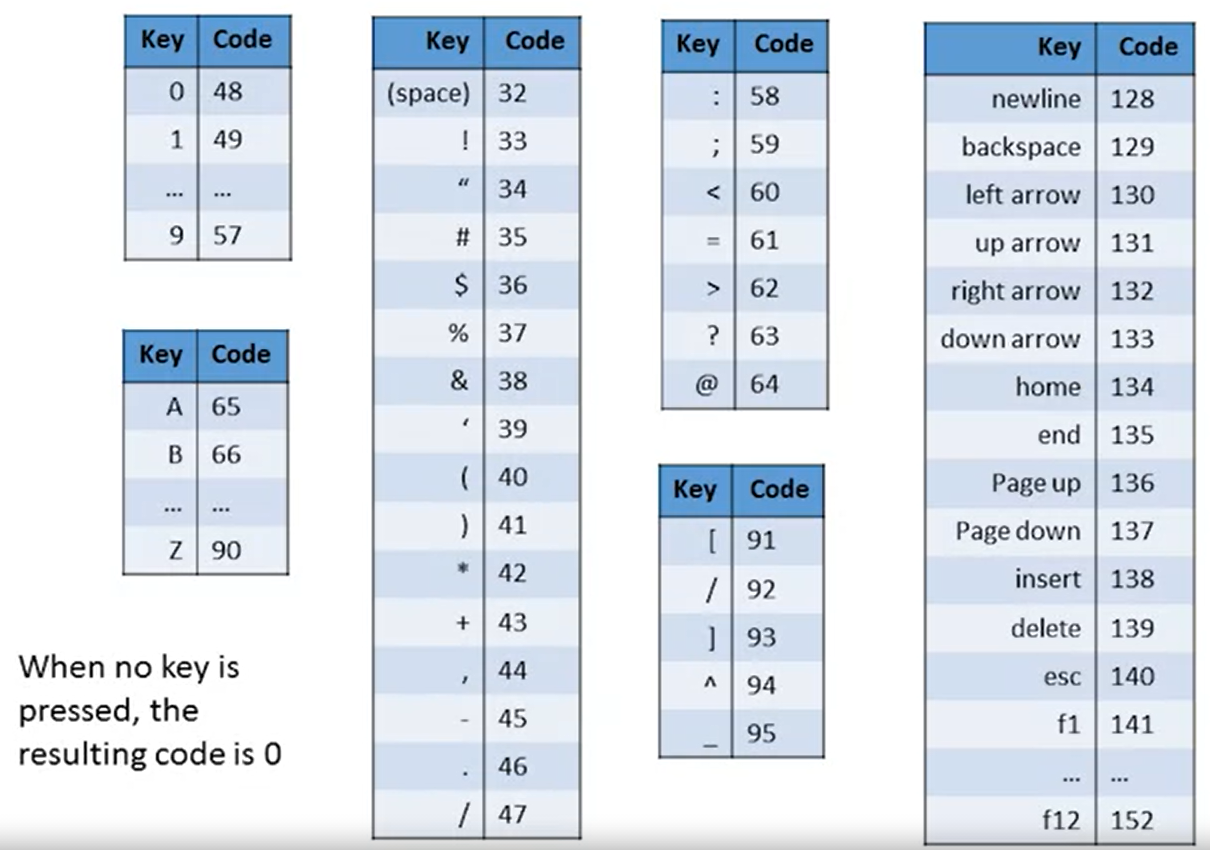 Key Code
0 48
1 49
... ...
9 57
Key Code
A 65
B 66
... ...
Z 90
When no key is
pressed, the
resulting code is 0
Key Code
(space) 32
! 33
“ 34
# 35
$ 36
% 37
& 38
‘ 39
( 40
) 41
* 42
+ 43
, 44
- 45
. 46
/ 47
Key Code
: 58
; 59
< 60
= 61
> 62
? 63
@ 64
Key Code
[ 91
/ 92
] 93
^ 94
_ 95
Key Code
newline 128
backspace 129
left arrow 130
up arrow 131
right arrow 132
down arrow 133
home 134
end 135
Page up 136
Page down 137
insert 138
delete 139
esc 140
f1 141
... ...
f12 152